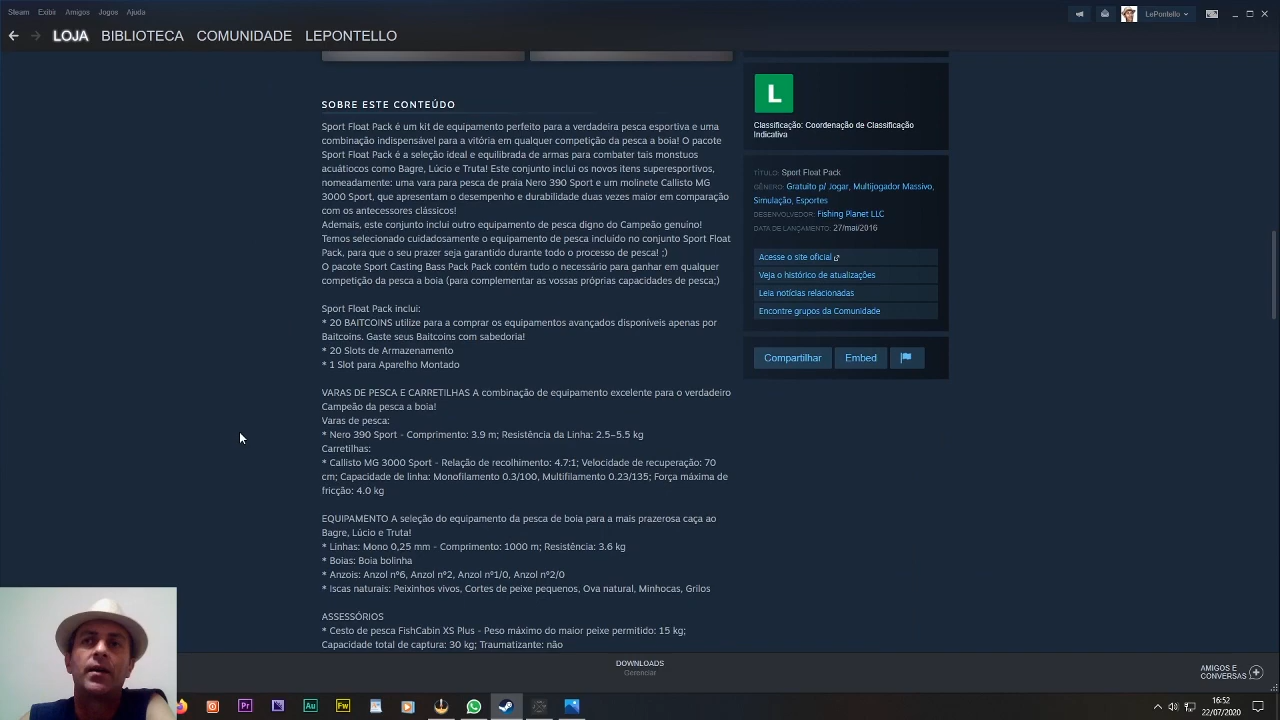 Steam Exibir Amigos Jogos Ajuda
LePontello
LOJA BIBLIOTECA COMUNIDADE LEPONTELLO
SOBRE ESTE CONTEÚDO
Sport Float Pack é um kit de equipamento perfeito para a verdadeira pesca esportiva e uma
combinação indispensável para a vitória em qualquer competição da pesca a boia! O pacote
Sport Float Pack é a seleção ideal e equilibrada de armas para combater tais monstuos
acuátiocos como Bagre, Lúcio e Truta! Este conjunto inclui os novos itens superesportivos,
nomeadamente: uma vara para pesca de praia Nero 390 Sport e um molinete Callisto MG
3000 Sport, que apresentam o desempenho e durabilidade duas vezes maior em comparação
com os antecessores clássicos!
Ademais, este conjunto inclui outro equipamento de pesca digno do Campeão genuino!
Temos selecionado cuidadosamente o equipamento de pesca incluído no conjunto Sport Float
Pack, para que o seu prazer seja garantido durante todo o processo de pesca! ;)
O pacote Sport Casting Bass Pack Pack contém tudo o necessário para ganhar em qualquer
competição da pesca a boia (para complementar as vossas próprias capacidades de pesca;)
Sport Float Pack inclui:
* 20 BAITCOINS utilize para a comprar os equipamentos avançados disponíveis apenas por
Baitcoins. Gaste seus Baitcoins com sabedoria!
* 20 Slots de Armazenamento
* 1 Slot para Aparelho Montado
VARAS DE PESCA E CARRETILHAS A combinação de equipamento excelente para o verdadeiro
Campeão da pesca a boia!
Varas de pesca:
* Nero 390 Sport - Comprimento: 3.9 m; Resistência da Linha: 2.5–5.5 kg
Carretilhas:
* Callisto MG 3000 Sport - Relação de recolhimento: 4.7:1; Velocidade de recuperação: 70
cm; Capacidade de linha: Monofilamento 0.3/100, Multifilamento 0.23/135; Força máxima de
fricção: 4.0 kg
EQUIPAMENTO A seleção do equipamento da pesca de boia para a mais prazerosa caça ao
Bagre, Lúcio e Truta!
* Linhas: Mono 0,25 mm - Comprimento: 1000 m; Resistência: 3.6 kg
* Boias: Boia bolinha
* Anzois: Anzol nº6, Anzol nº2, Anzol nº1/0, Anzol nº2/0
* Iscas naturais: Peixinhos vivos, Cortes de peixe pequenos, Ova natural, Minhocas, Grilos
ASSESSÓRIOS
* Cesto de pesca FishCabin XS Plus - Peso máximo do maior peixe permitido: 15 kg;
Capacidade total de captura: 30 kg; Traumatizante: não
L
Classificação: Coordenação de Classificação
Indicativa
TÍTULO: Sport Float Pack
GÊNERO: Gratuito p/ Jogar, Multijogador Massivo,
Simulação, Esportes
DESENVOLVEDOR: Fishing Planet LLC
DATA DE LANÇAMENTO: 27/mai/2016
Acesse o site oficial
Veja o histórico de atualizações
Leia notícias relacionadas
Encontre grupos da Comunidade
Compartilhar Embed
DOWNLOADS
Gerenciar
AMIGOS E
CONVERSAS
Pr Au Fw
16:52
22/07/2020